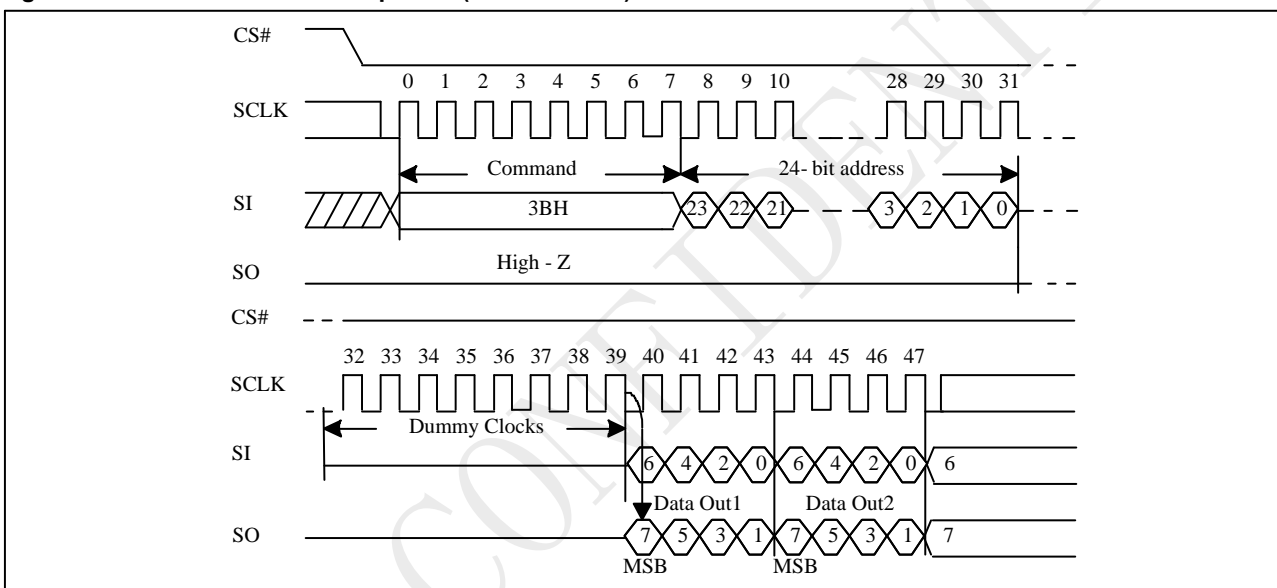 CS#
0 1 2 3 4 5 6 7 8 9 10 28 29 30 31
SCLK
Command 24- bit address
SI 3BH 23 22 21 3 2 1 0
High - Z
SO
CS#
32 33 34 35 36 37 38 39 40 41 42 43 44 45 46 47
SCLK
Dummy Clocks
SI 6 4 2 0 6 4 2 0 6
Data Out1 Data Out2
SO 7 5 3 1 7 5 3 1 7
MSB MSB